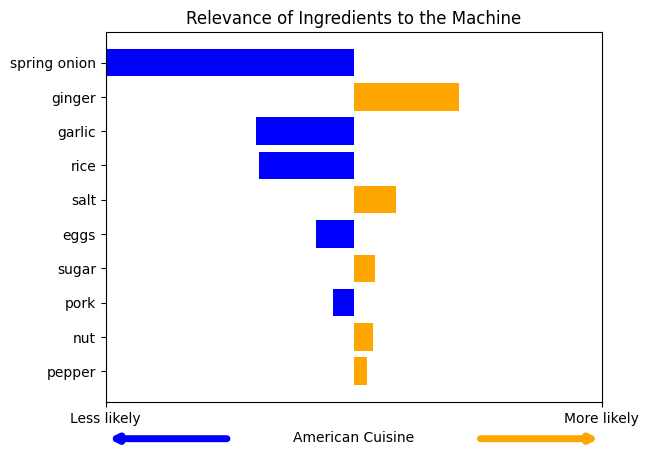 Relevance of Ingredients to the Machine
spring onion
ginger
garlic
rice
salt
eggs
sugar
pork
nut
pepper
Less likely More likely
American Cuisine